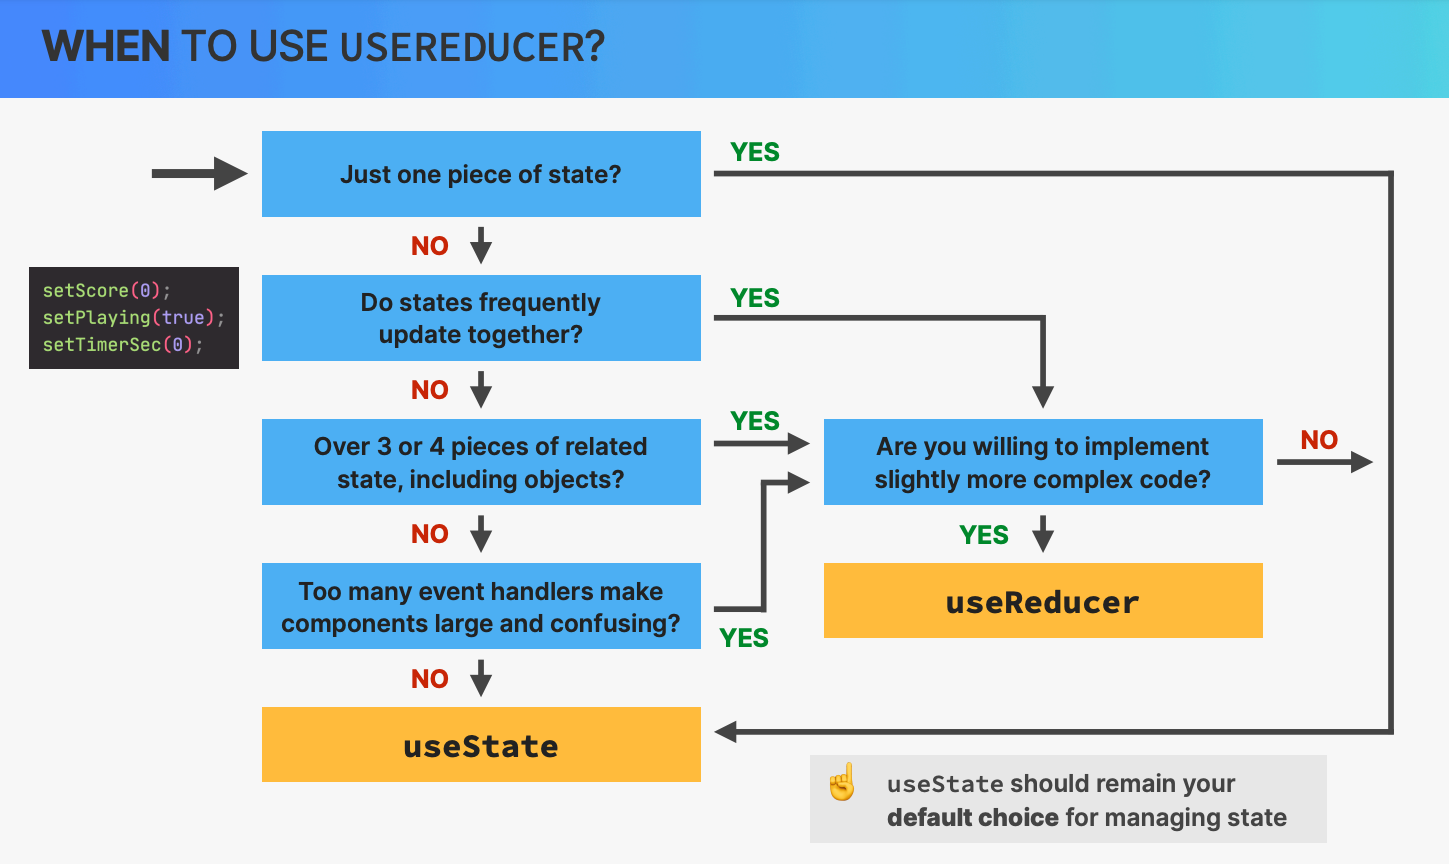 WHEN TO USE USEREDUCER?
Just one piece of state?
YES
NO
setScore(0);
setPlaying(true);
setTimerSec(0);
Do states frequently
update together?
YES
NO
Over 3 or 4 pieces of related
state, including objects?
YES
Are you willing to implement
slightly more complex code?
NO
NO
YES
Too many event handlers make
components large and confusing?
YES
useReducer
NO
useState
☝️ useState should remain your
default choice for managing state